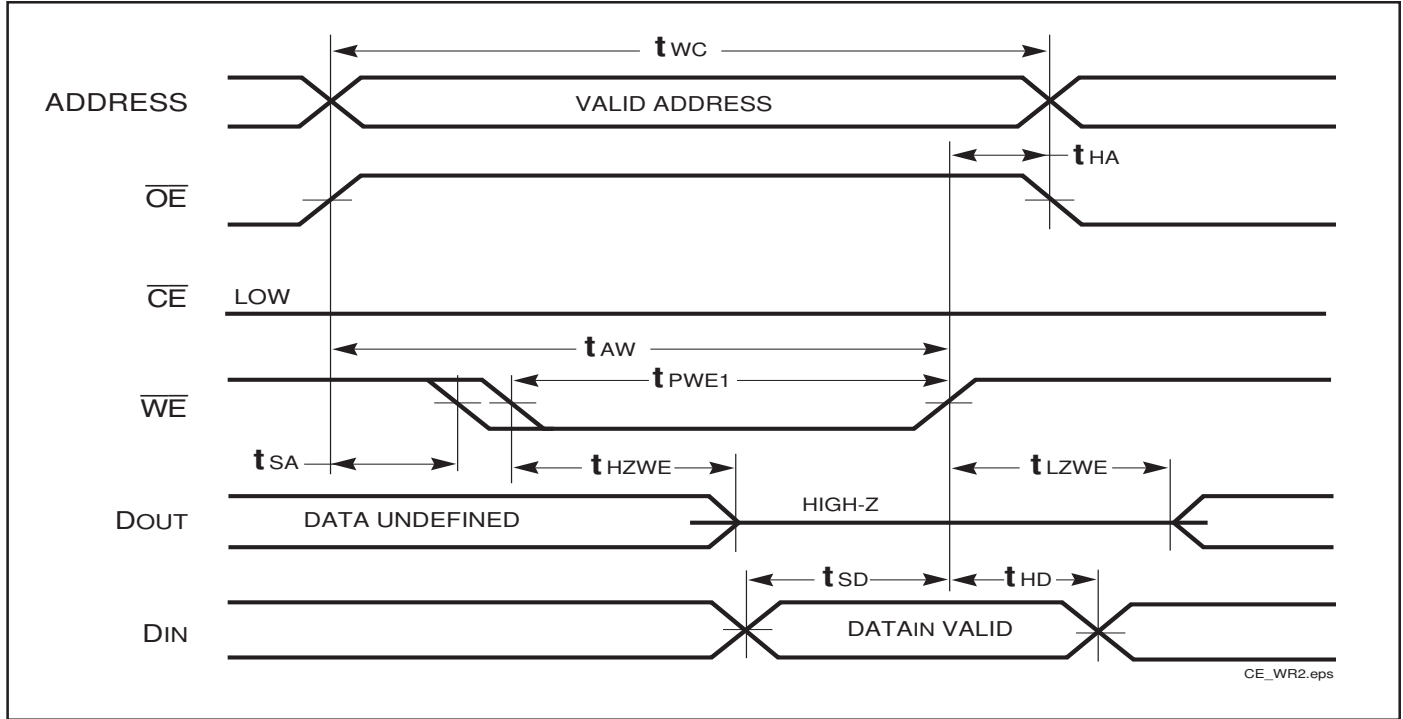 tWC
ADDRESS
VALID ADDRESS
tHA
OE
CE
LOW
tAW
tPWE1
WE
tSA
tHZWE
tLZWE
DOUT
DATA UNDEFINED
HIGH-Z
tSD
tHD
DIN
DATAIN VALID
CE_WR2.eps